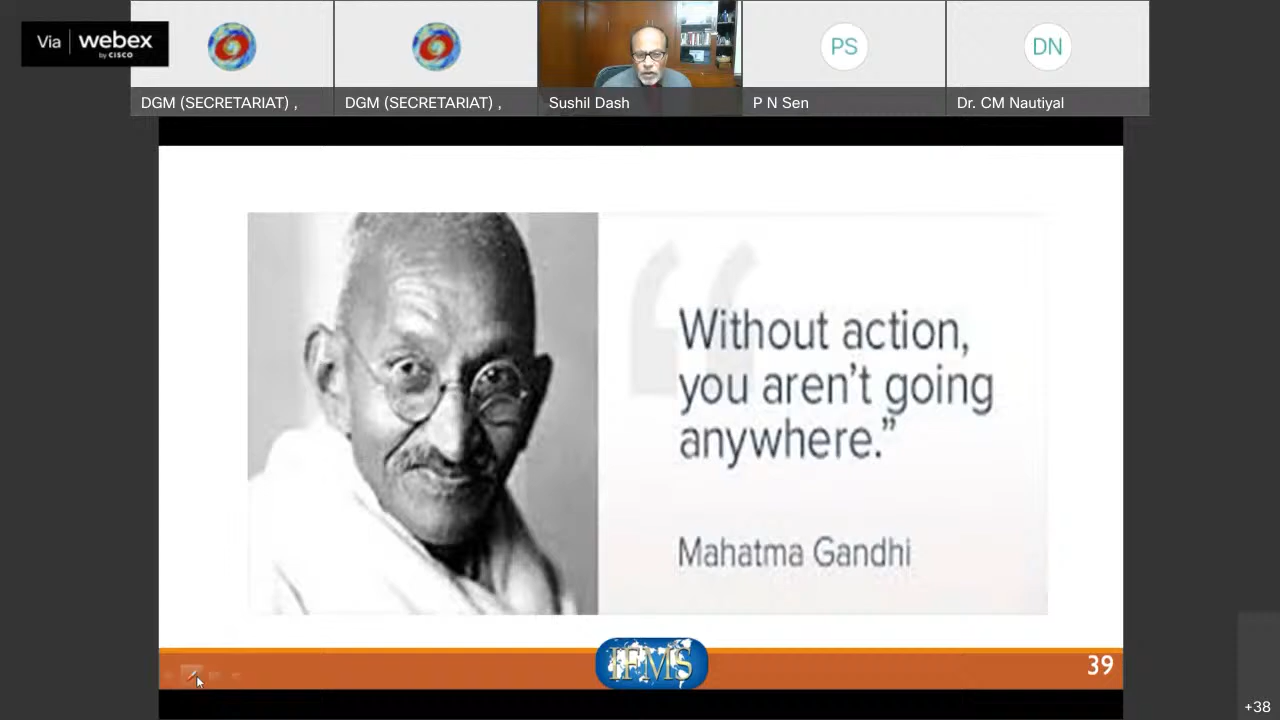 Via webex
by CISCO
DGM (SECRETARIAT) ,
DGM (SECRETARIAT) ,
Sushil Dash
PS
P N Sen
DN
Dr. CM Nautiyal
“
Without action,
you aren’t going
anywhere.”
Mahatma Gandhi
IFMS
39
+38